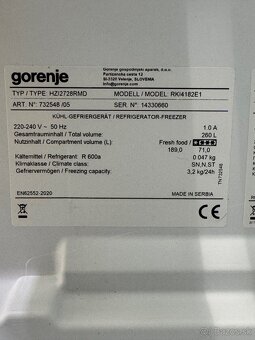 gorenje
Gorenje gospodinjski aparati, d.o.o.
Partizanska cesta 12
SI-3320 Velenje, SLOVENIA
info@gorenje.com
TYP / TYPE: HZI2728RMD
MODELL / MODEL: RKI4182E1
ART. N°: 732548 /05
SER. N°: 14330660
KÜHL-GEFRIERGERÄT / REFRIGERATOR-FREEZER
220-240 V ~ 50 Hz
1.0 A
Gesamtrauminhalt / Total volume:
260 L
Nutzinhalt / Compartment volume (L):
Fresh food /
189,0
71,0
Kältemittel / Refrigerant R 600a
0.047 kg
Klimaklasse / Climate class:
SN,N,ST
Gefriervermögen / Freezing capacity:
3,2 kg/24h
EN62552-2020
MADE IN SERBIA
CE
TN732548
bazar.sk